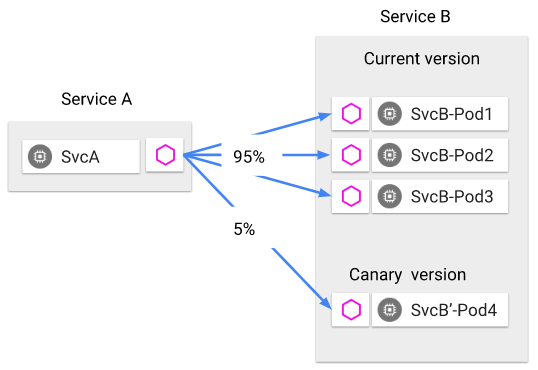 Service B
Current version
Service A
SvcA
SvcB-Pod1
95%
SvcB-Pod2
SvcB-Pod3
5%
Canary version
SvcB’-Pod4